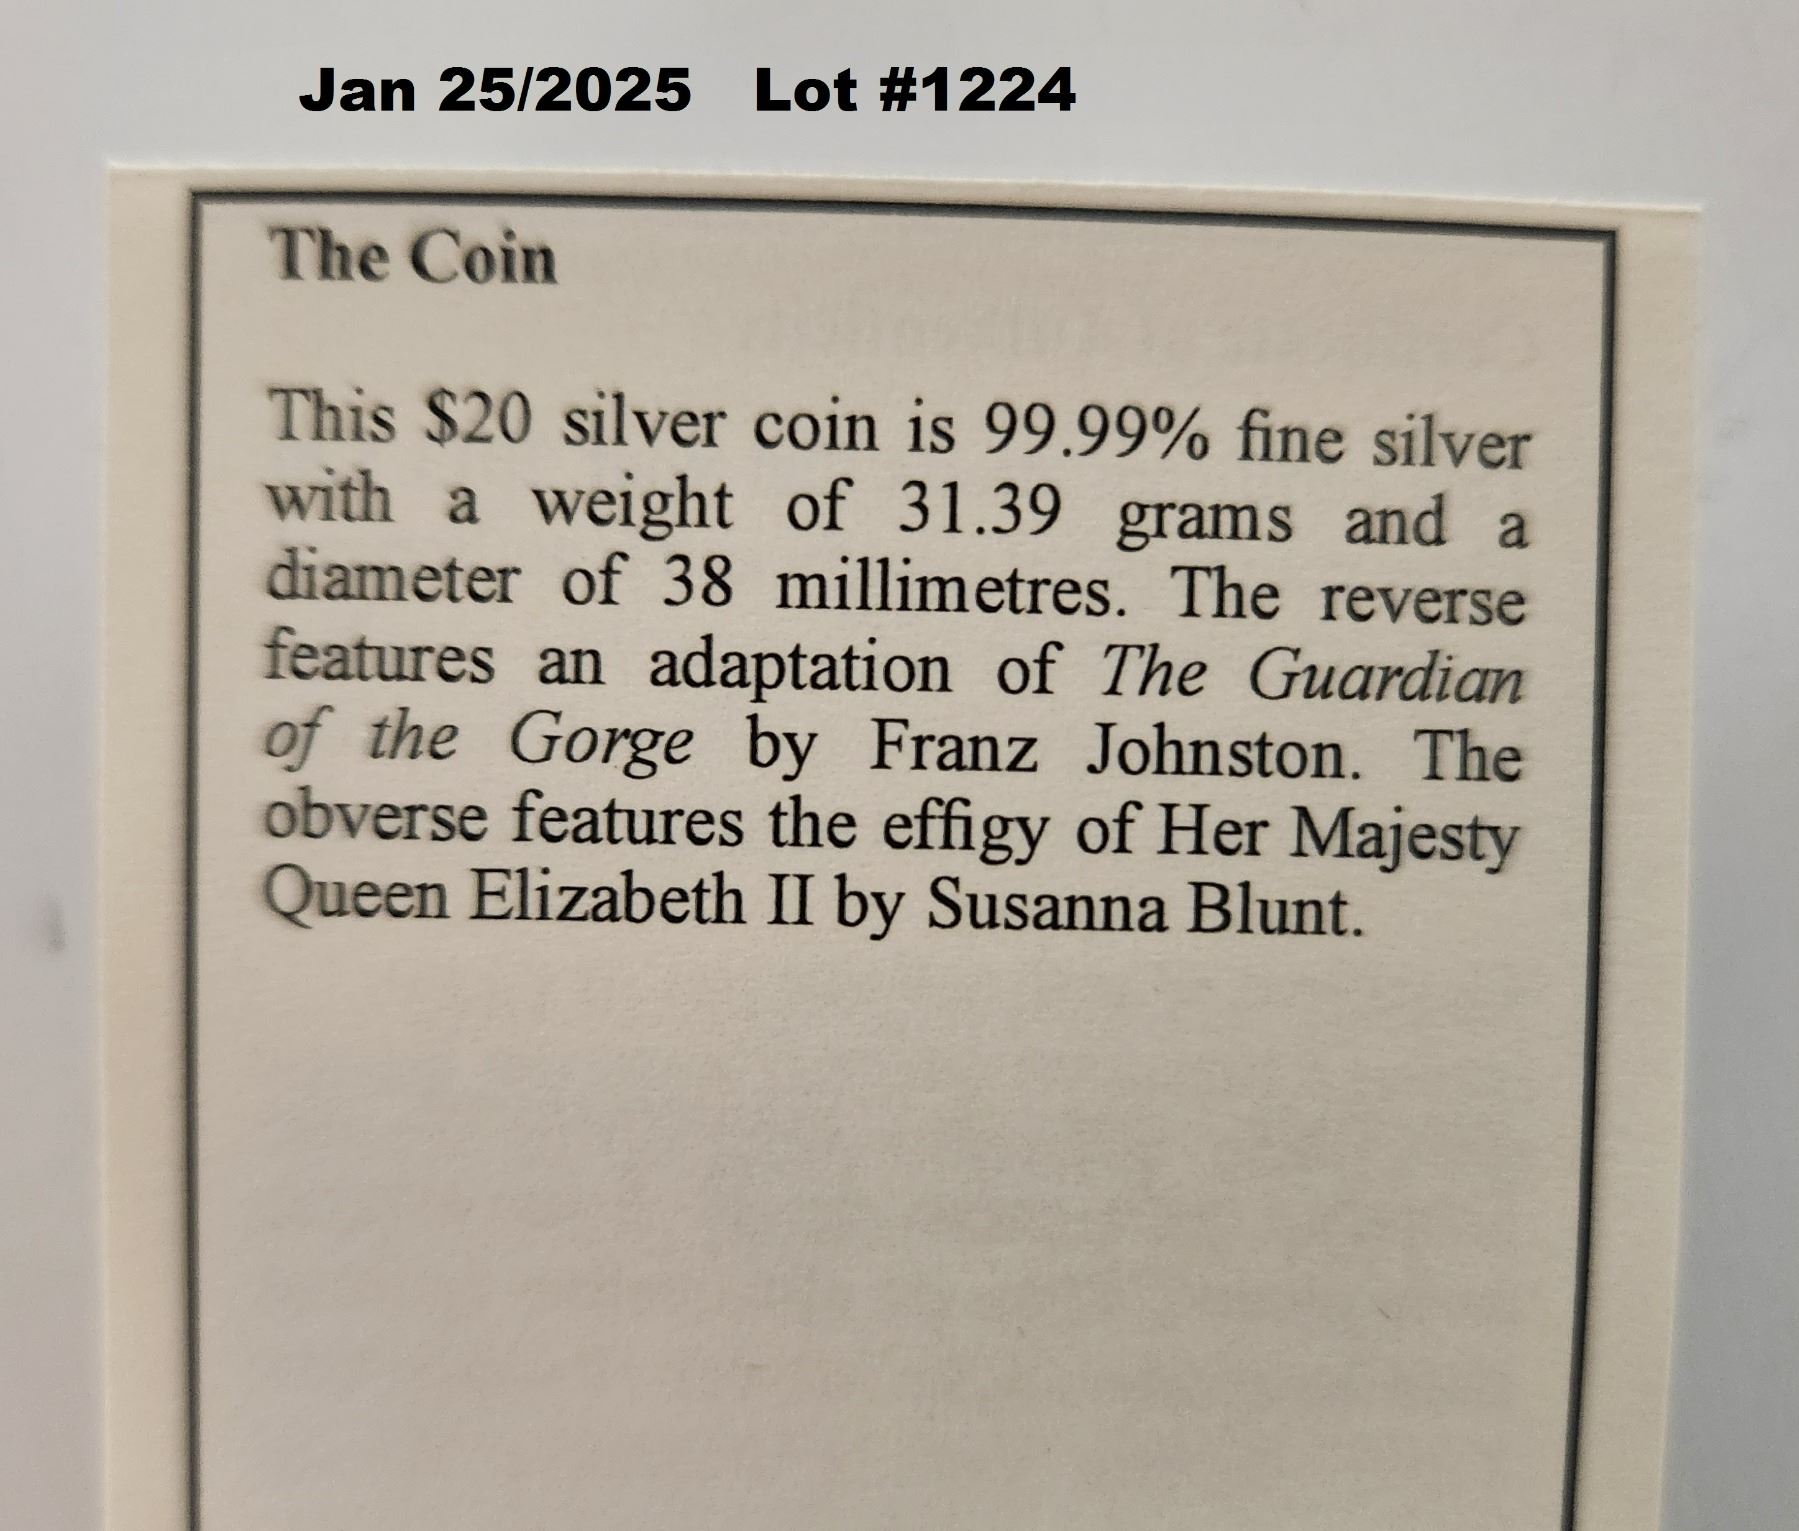 Jan 25/2025 Lot #1224
The Coin
This $20 silver coin is 99.99% fine silver
with a weight of 31.39 grams and a
diameter of 38 millimetres. The reverse
features an adaptation of The Guardian
of the Gorge by Franz Johnston. The
obverse features the effigy of Her Majesty
Queen Elizabeth II by Susanna Blunt.